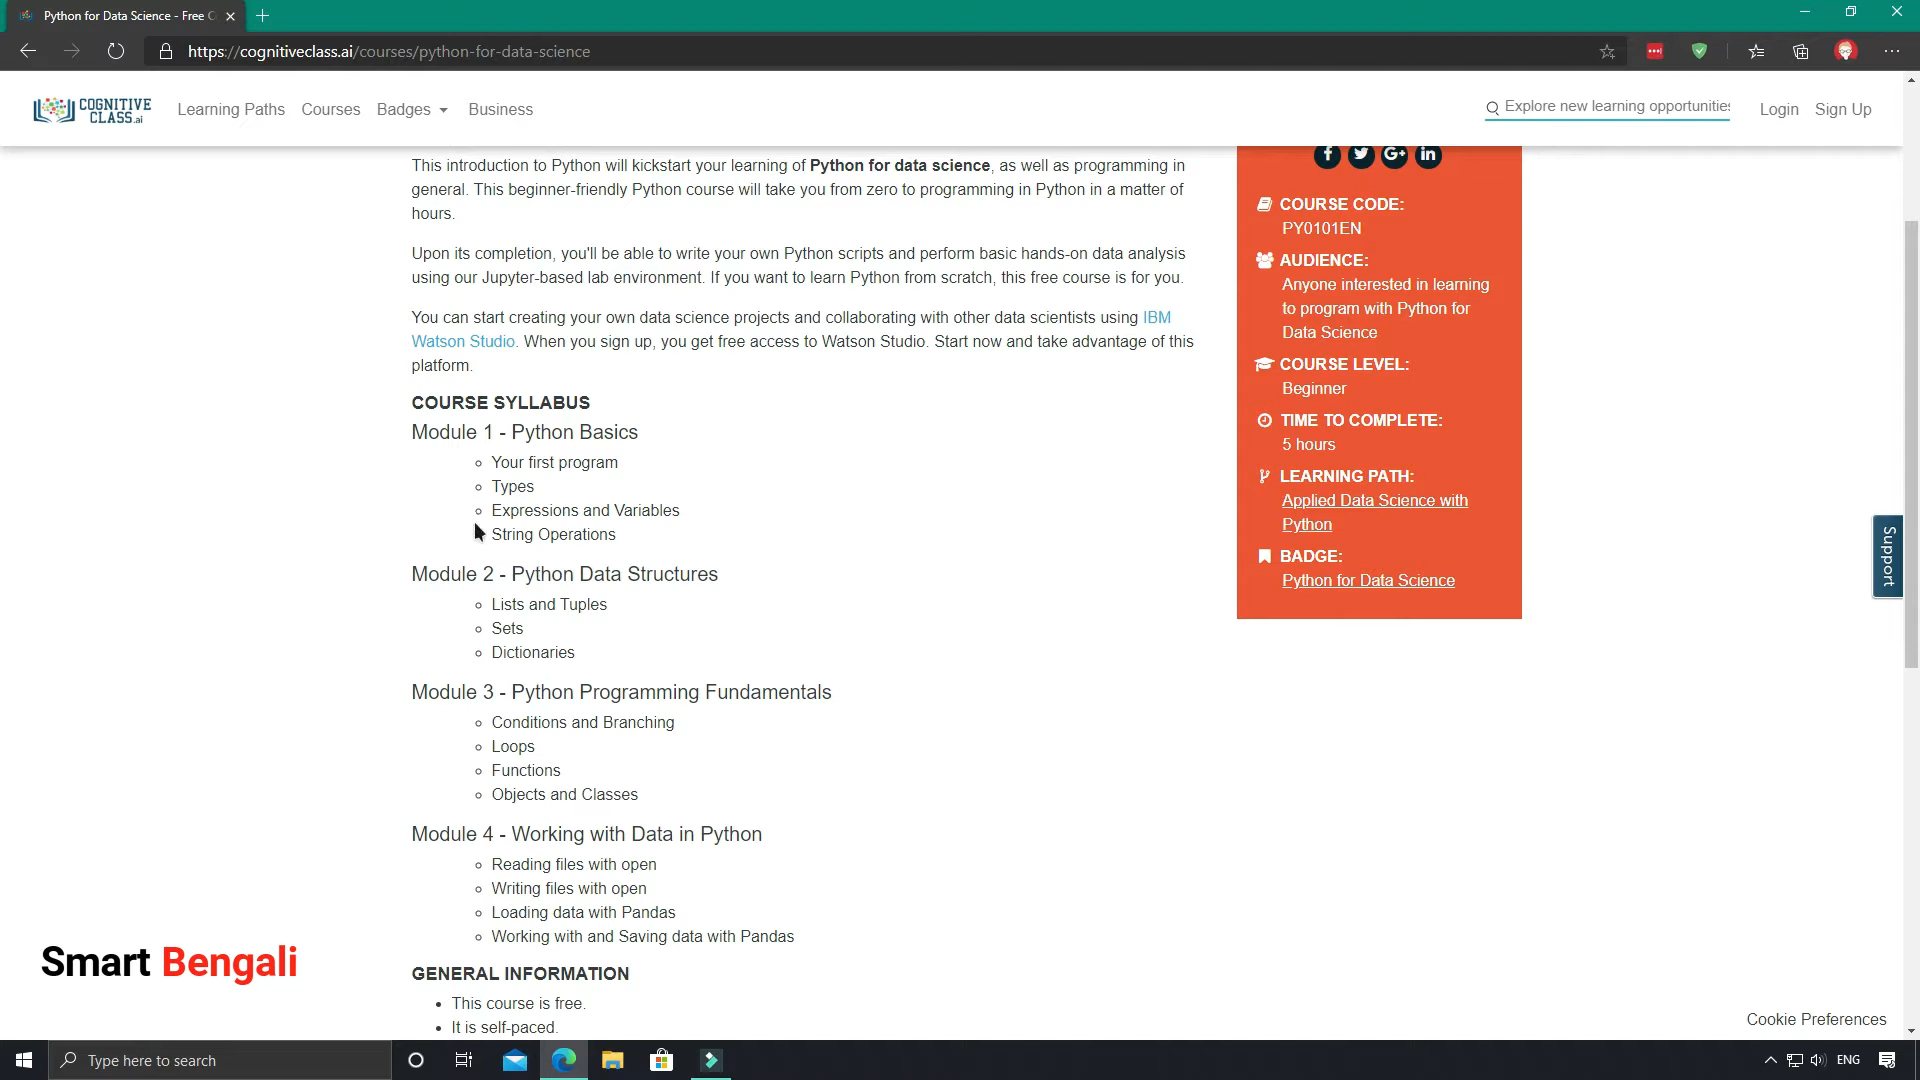 Python for Data Science - Free C
https://cognitiveclass.ai/courses/python-for-data-science
COGNITIVE CLASS.ai
Learning Paths Courses Badges Business
Explore new learning opportunities
Login Sign Up
This introduction to Python will kickstart your learning of Python for data science, as well as programming in
general. This beginner-friendly Python course will take you from zero to programming in Python in a matter of
hours.
Upon its completion, you'll be able to write your own Python scripts and perform basic hands-on data analysis
using our Jupyter-based lab environment. If you want to learn Python from scratch, this free course is for you.
You can start creating your own data science projects and collaborating with other data scientists using IBM
Watson Studio. When you sign up, you get free access to Watson Studio. Start now and take advantage of this
platform.
COURSE SYLLABUS
Module 1 - Python Basics
Your first program
Types
Expressions and Variables
String Operations
Module 2 - Python Data Structures
Lists and Tuples
Sets
Dictionaries
Module 3 - Python Programming Fundamentals
Conditions and Branching
Loops
Functions
Objects and Classes
Module 4 - Working with Data in Python
Reading files with open
Writing files with open
Loading data with Pandas
Working with and Saving data with Pandas
GENERAL INFORMATION
This course is free.
It is self-paced.
f G+ in
COURSE CODE:
PY0101EN
AUDIENCE:
Anyone interested in learning
to program with Python for
Data Science
COURSE LEVEL:
Beginner
TIME TO COMPLETE:
5 hours
LEARNING PATH:
Applied Data Science with
Python
BADGE:
Python for Data Science
Support
Smart Bengali
Cookie Preferences
Type here to search
ENG